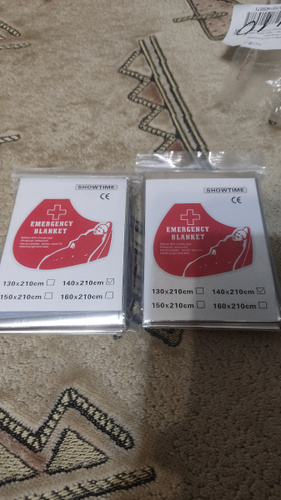 SHOWTIME
CE
EMERGENCY
BLANKET
130x210cm 140x210cm
150x210cm 160x210cm
SHOWTIME
CE
EMERGENCY
BLANKET
130x210cm 140x210cm
150x210cm 160x210cm